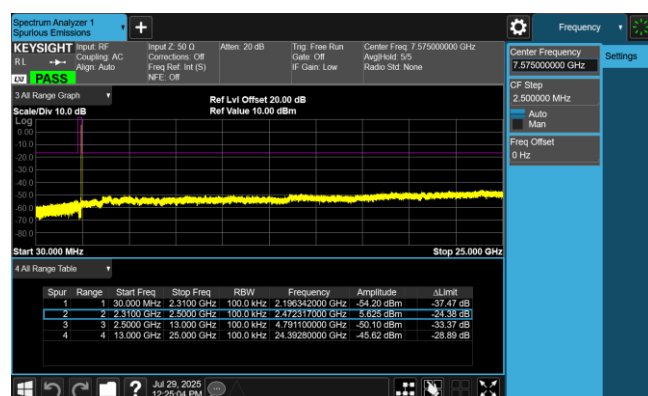 Spectrum Analyzer 1
Spurious Emissions
Frequency
KEYSIGHT
RL
LXI
PASS
Input: RF
Coupling: AC
Align: Auto
Input Z: 50 Ω
Corrections: Off
Freq Ref: Int (S)
NFE: Off
Atten: 20 dB
Trig: Free Run
Gate: Off
IF Gain: Low
Center Freq: 7.575000000 GHz
Avg|Hold: 5/5
Radio Std: None
Center Frequency
7.575000000 GHz
Settings
CF Step
2.500000 MHz
Auto
Man
Freq Offset
0 Hz
3 All Range Graph
Scale/Div 10.0 dB
Ref Lvl Offset 20.00 dB
Ref Value 10.00 dBm
Log
0.00
-10.0
-20.0
-30.0
-40.0
-50.0
-60.0
-70.0
-80.0
Start 30.000 MHz
Stop 25.000 GHz
4 All Range Table
Spur Range Start Freq Stop Freq RBW Frequency Amplitude ΔLimit
1 1 30.000 MHz 2.3100 GHz 100.0 kHz 2.196342000 GHz -54.20 dBm -37.47 dB
2 2 2.3100 GHz 2.5000 GHz 100.0 kHz 2.472317000 GHz 5.625 dBm -24.38 dB
3 3 2.5000 GHz 13.000 GHz 100.0 kHz 4.791100000 GHz -50.10 dBm -33.37 dB
4 4 13.000 GHz 25.000 GHz 100.0 kHz 24.39280000 GHz -45.62 dBm -28.89 dB
?
Jul 29, 2025
12:25:04 PM